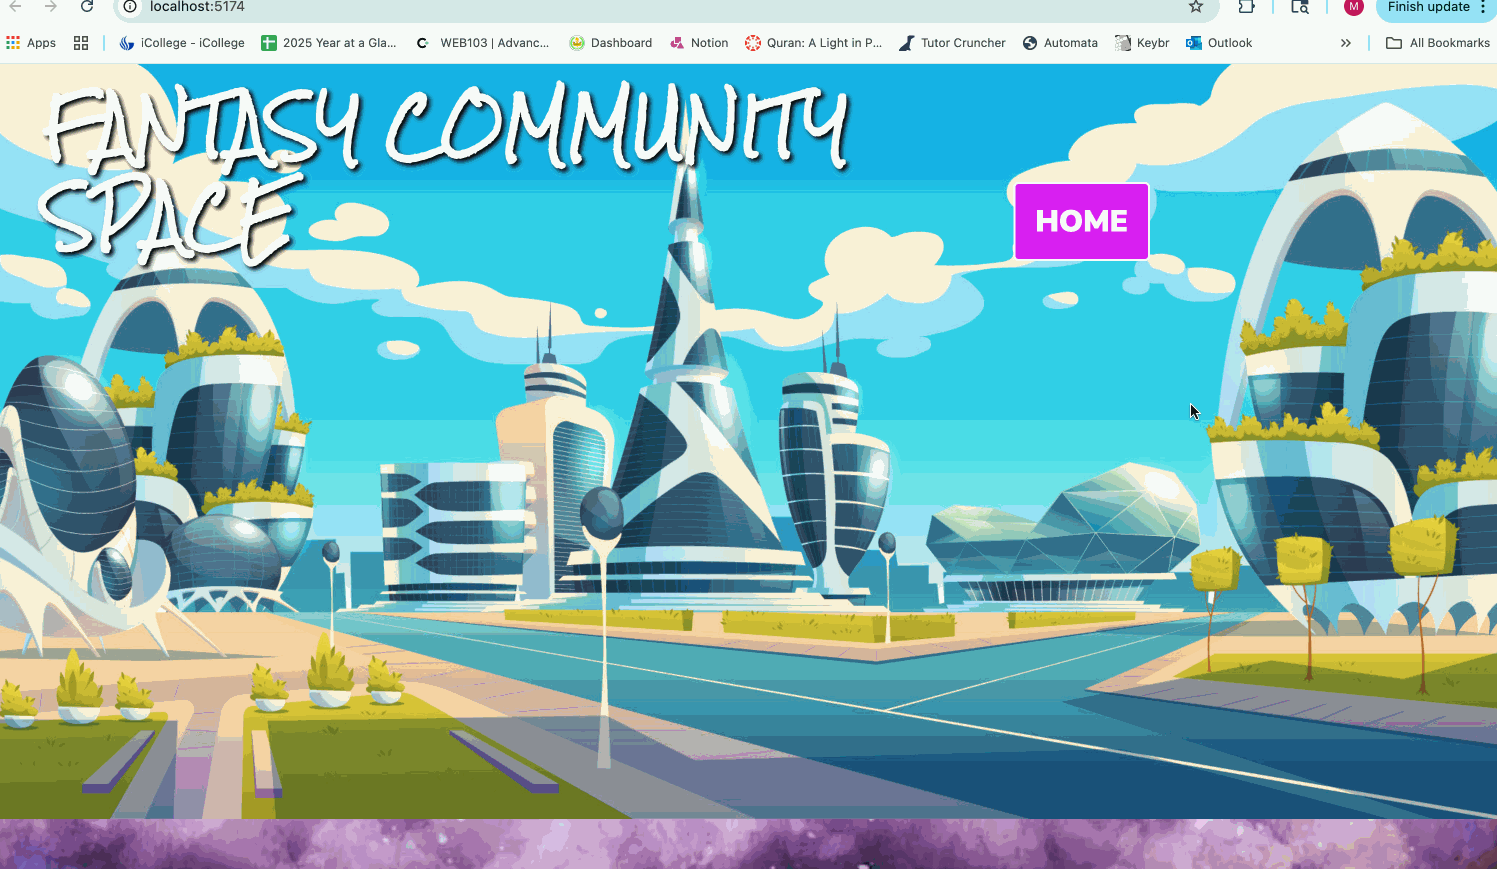 localhost:5174
M
Finish update
Apps
iCollege - iCollege
2025 Year at a Gla...
WEB103 | Advanc...
Dashboard
Notion
Quran: A Light in P...
Tutor Cruncher
Automata
Keybr
Outlook
»
All Bookmarks
FANTASY COMMUNITY
SPACE
HOME